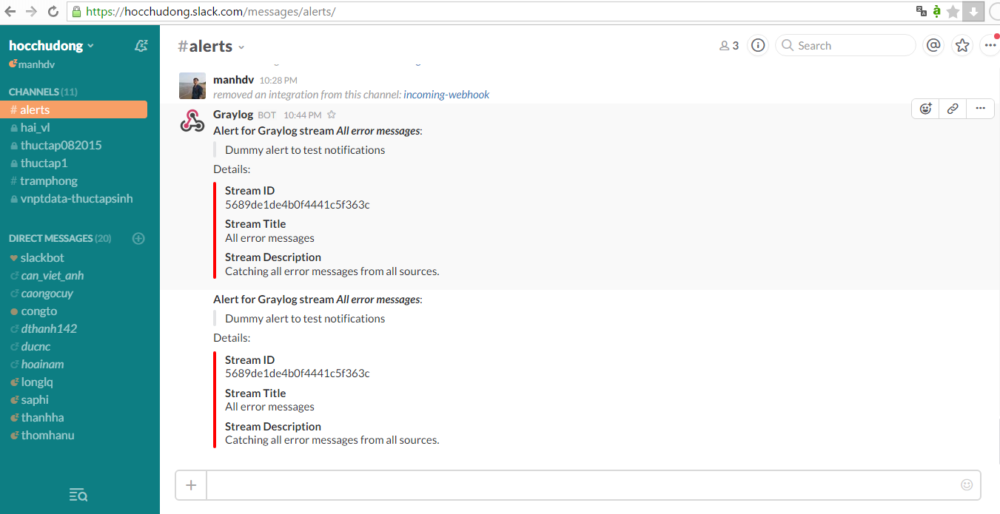 https://hocchudong.slack.com/messages/alerts/
hocchudong
manhdv
CHANNELS (11)
# alerts
hai_vl
thuctap082015
thuctap1
# tramphong
vnptdata-thuctapsinh
DIRECT MESSAGES (20)
slackbot
can_viet_anh
caongocuy
congto
dthanh142
ducnc
hoainam
longlq
saphi
thanhha
thomhanu
#alerts
3
Search
manhdv 10:28 PM
removed an integration from this channel: incoming-webhook
Graylog BOT 10:44 PM
Alert for Graylog stream All error messages:
Dummy alert to test notifications
Details:
Stream ID
5689de1de4b0f4441c5f363c
Stream Title
All error messages
Stream Description
Catching all error messages from all sources.
Alert for Graylog stream All error messages:
Dummy alert to test notifications
Details:
Stream ID
5689de1de4b0f4441c5f363c
Stream Title
All error messages
Stream Description
Catching all error messages from all sources.